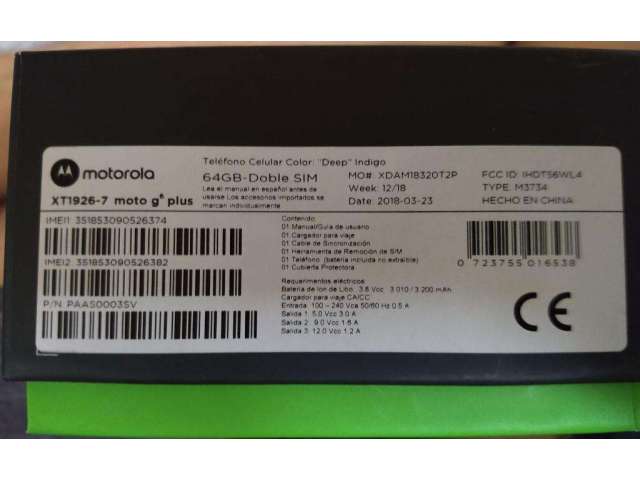 motorola
XT1926-7 moto g⁶ plus
Teléfono Celular Color: "Deep" Indigo
64GB-Doble SIM
Lea el manual en español antes de
usarse Los accesorios importados se
marcan individualmente
MO#: XDAM18320T2P
Week: 12/18
Date: 2018-03-23
FCC ID: IHDT56WL4
TYPE: M3734
HECHO EN CHINA
IMEI1 351853090526374
IMEI2 351853090526382
P/N: PAAS0003SV
Contenido:
01 Manual/Guía de usuario
01 Cargador para viaje
01 Cable de Sincronización
01 Herramienta de Remoción de SIM
01 Teléfono (batería incluida no extraíble)
01 Cubierta Protectora
Requerimientos eléctricos:
Batería de Ion de Litio. 3.8 Vcc 3 010 / 3 200 mAh
Cargador para viaje CA/CC
Entrada: 100 - 240 Vca 50/60 Hz 0.5 A
Salida 1: 5.0 Vcc 3.0 A
Salida 2: 9.0 Vcc 1.6 A
Salida 3: 12.0 Vcc 1.2 A
0 723755 016538
CE